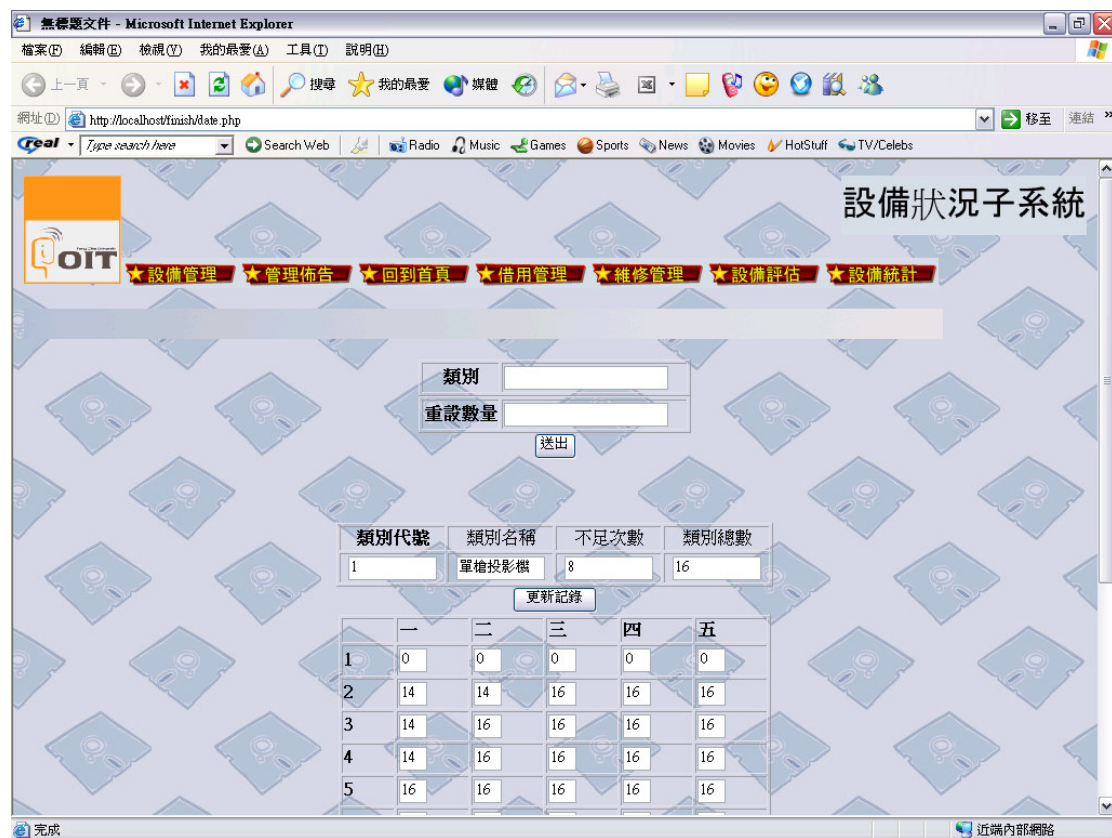 無標題文件 - Microsoft Internet Explorer
檔案(F) 編輯(E) 檢視(V) 我的最愛(A) 工具(T) 說明(H)
上一頁 搜尋 我的最愛 媒體
網址(D) http://localhost/finish/date.php 移至 連結 »
real Type search here Search Web Radio Music Games Sports News Movies HotStuff TV/Celebs
設備狀況子系統
OIT
設備管理 管理佈告 回到首頁 借用管理 維修管理 設備評估 設備統計
類別
重設數量
送出
類別代號 類別名稱 不足次數 類別總數
1 單槍投影機 8 16
更新記錄
一 二 三 四 五
1 0 0 0 0 0
2 14 14 16 16 16
3 14 16 16 16 16
4 14 16 16 16 16
5 16 16 16 16 16
完成 近端內部網路